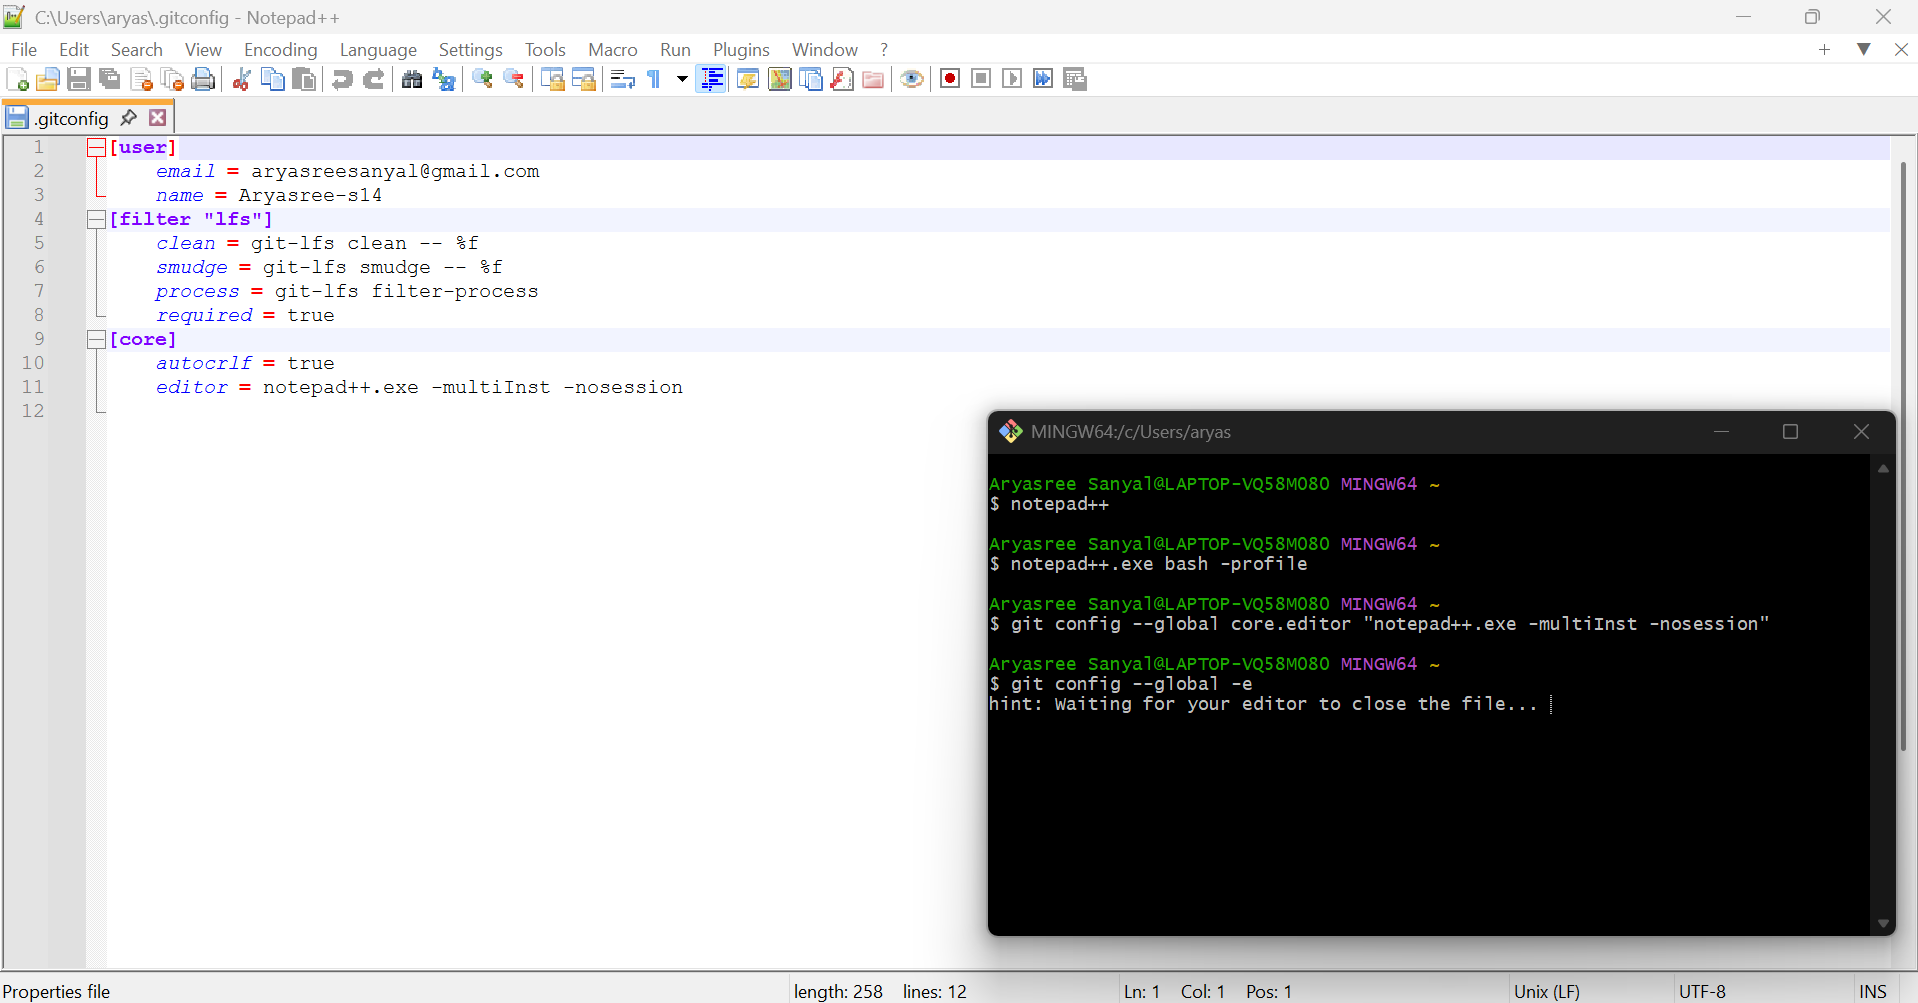 C:\Users\aryas\.gitconfig - Notepad++
File Edit Search View Encoding Language Settings Tools Macro Run Plugins Window ?
.gitconfig
1 [user]
2 email = aryasreesanyal@gmail.com
3 name = Aryasree-s14
4 [filter "lfs"]
5 clean = git-lfs clean -- %f
6 smudge = git-lfs smudge -- %f
7 process = git-lfs filter-process
8 required = true
9 [core]
10 autocrlf = true
11 editor = notepad++.exe -multiInst -nosession
12
MINGW64:/c/Users/aryas
Aryasree Sanyal@LAPTOP-VQ58MO80 MINGW64 ~
$ notepad++
Aryasree Sanyal@LAPTOP-VQ58MO80 MINGW64 ~
$ notepad++.exe bash -profile
Aryasree Sanyal@LAPTOP-VQ58MO80 MINGW64 ~
$ git config --global core.editor "notepad++.exe -multiInst -nosession"
Aryasree Sanyal@LAPTOP-VQ58MO80 MINGW64 ~
$ git config --global -e
hint: Waiting for your editor to close the file...
Properties file length: 258 lines: 12 Ln: 1 Col: 1 Pos: 1 Unix (LF) UTF-8 INS